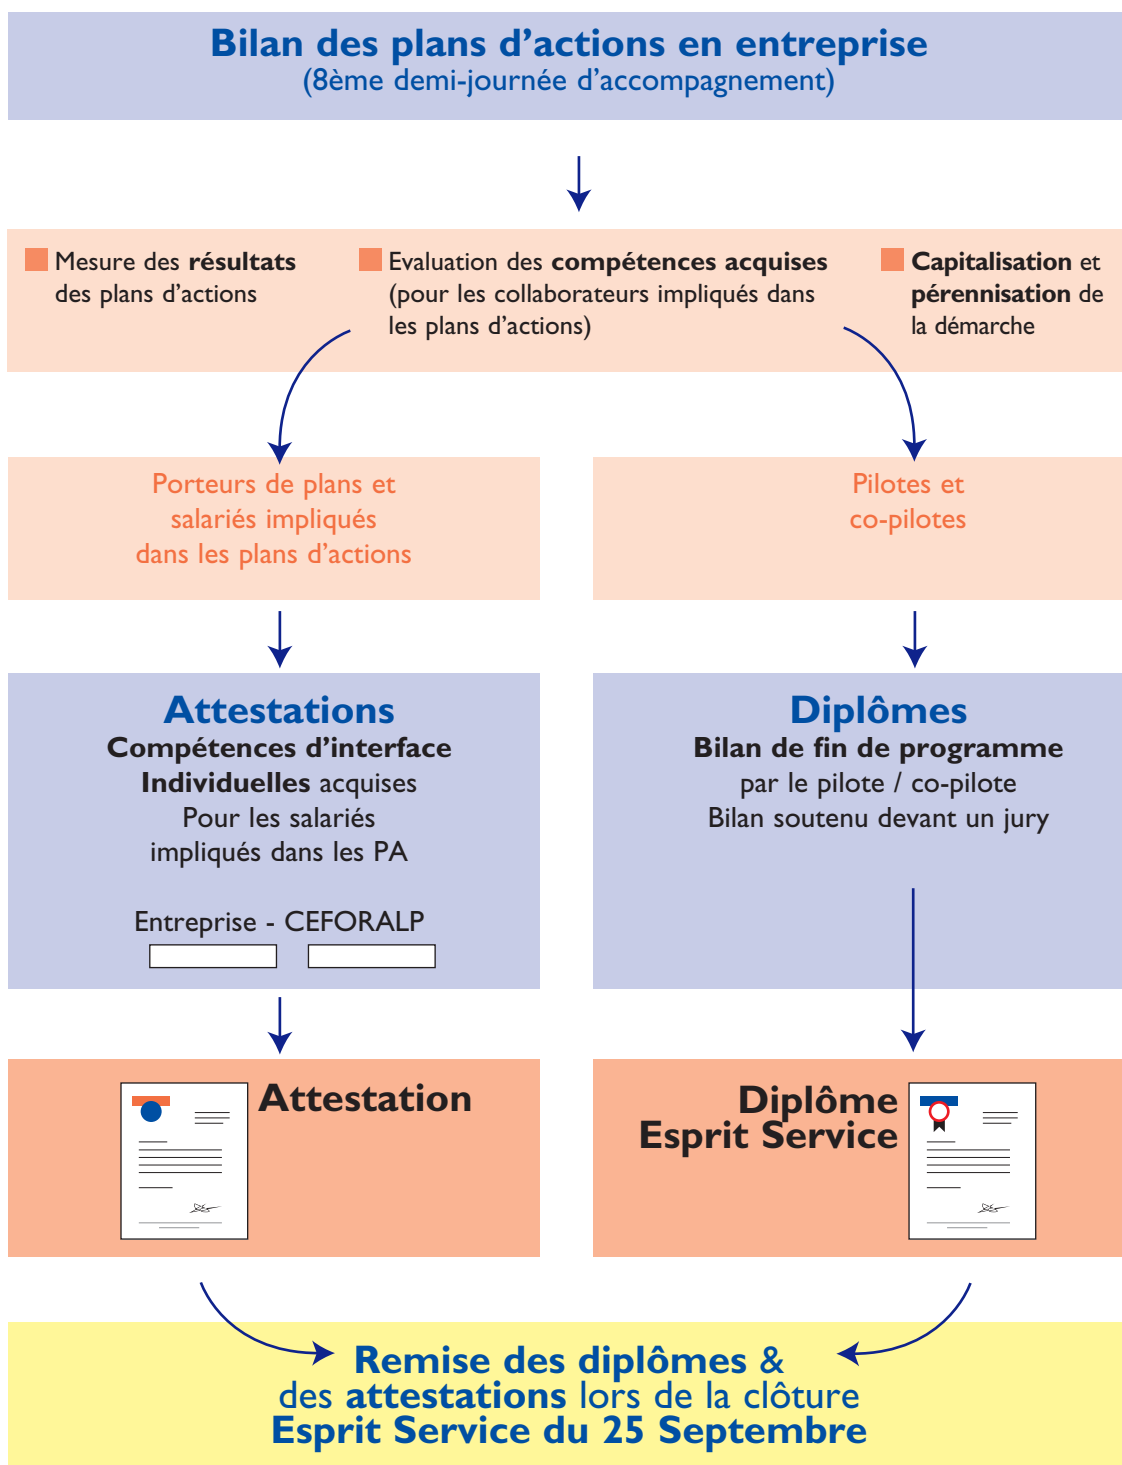 Bilan des plans d’actions en entreprise
(8ème demi-journée d’accompagnement)
Mesure des résultats
des plans d’actions
Evaluation des compétences acquises
(pour les collaborateurs impliqués dans
les plans d’actions)
Capitalisation et
pérennisation de
la démarche
Porteurs de plans et
salariés impliqués
dans les plans d’actions
Pilotes et
co-pilotes
Attestations
Compétences d’interface
Individuelles acquises
Pour les salariés
impliqués dans les PA
Entreprise - CEFORALP
Diplômes
Bilan de fin de programme
par le pilote / co-pilote
Bilan soutenu devant un jury
Attestation
Diplôme
Esprit Service
Remise des diplômes &
des attestations lors de la clôture
Esprit Service du 25 Septembre